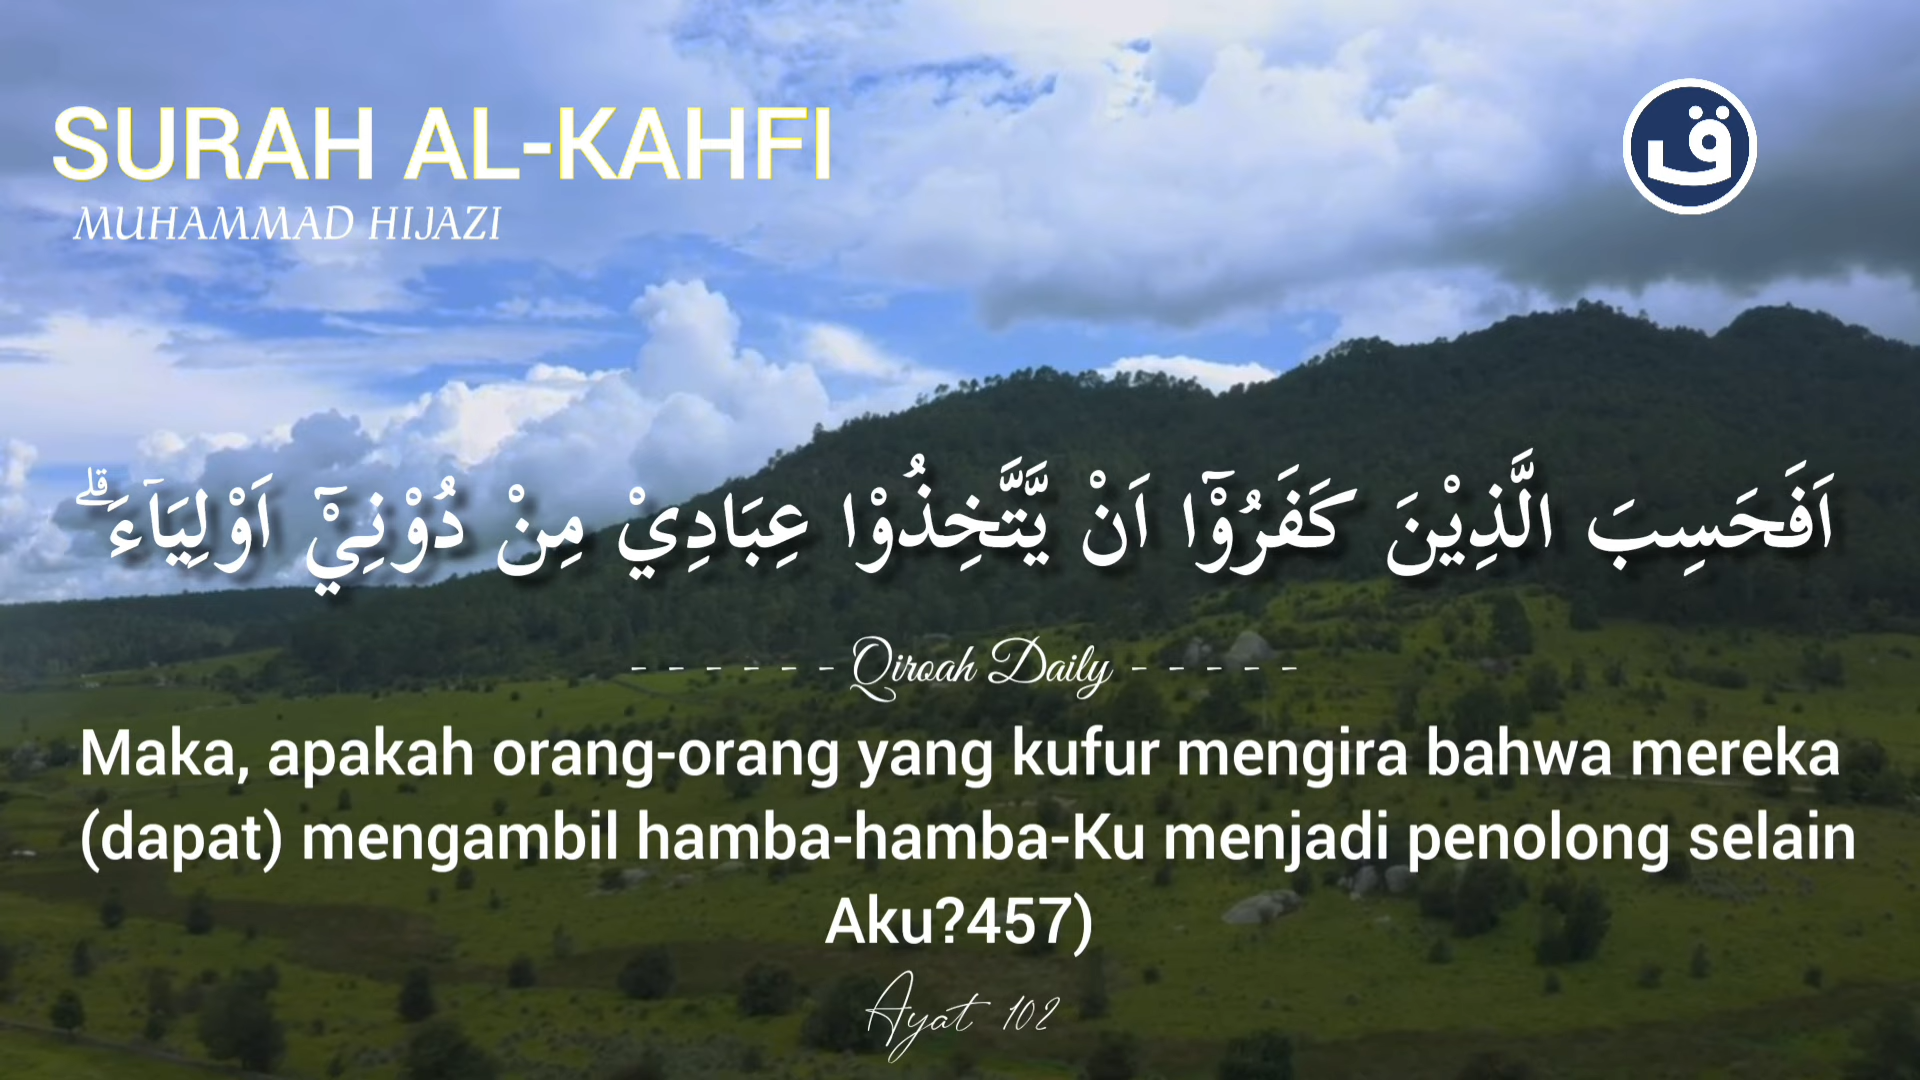 SURAH AL-KAHFI
MUHAMMAD HIJAZI
ق
اَفَحَسِبَ الَّذِيْنَ كَفَرُوْٓا اَنْ يَّتَّخِذُوْا عِبَادِيْ مِنْ دُوْنِيْٓ اَوْلِيَاۤءَ ۗ
- - - - - - Qiroah Daily - - - - -
Maka, apakah orang-orang yang kufur mengira bahwa mereka
(dapat) mengambil hamba-hamba-Ku menjadi penolong selain
Aku?457)
Ayat 102